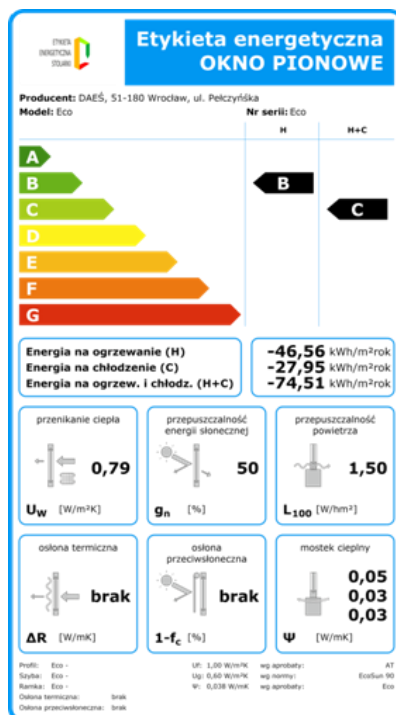 ETYKIETA
ENERGETYCZNA
STOLARKI
Etykieta energetyczna
OKNO PIONOWE
Producent: DAEŚ, 51-180 Wrocław, ul. Pełczyńśka
Model: Eco Nr serii: Eco
H H+C
A
B B
C C
D
E
F
G
Energia na ogrzewanie (H) -46,56 kWh/m²rok
Energia na chłodzenie (C) -27,95 kWh/m²rok
Energia na ogrzew. i chłodz. (H+C) -74,51 kWh/m²rok
przenikanie ciepła
0,79
Uw [W/m²K]
przepuszczalność
energii słonecznej
50
gn [%]
przepuszczalność
powietrza
1,50
L100 [W/hm²]
osłona termiczna
brak
ΔR [W/mK]
osłona
przeciwsłoneczna
brak
1-fc [%]
mostek cieplny
0,05
0,03
0,03
Ψ [W/mK]
Profil: Eco - Uf: 1,00 W/m²K wg aprobaty: AT
Szyba: Eco - Ug: 0,60 W/m²K wg normy: EcoSun 90
Ramka: Eco - Ψ: 0,038 W/mK wg aprobaty: Eco
Osłona termiczna: brak
Osłona przeciwsłoneczna: brak